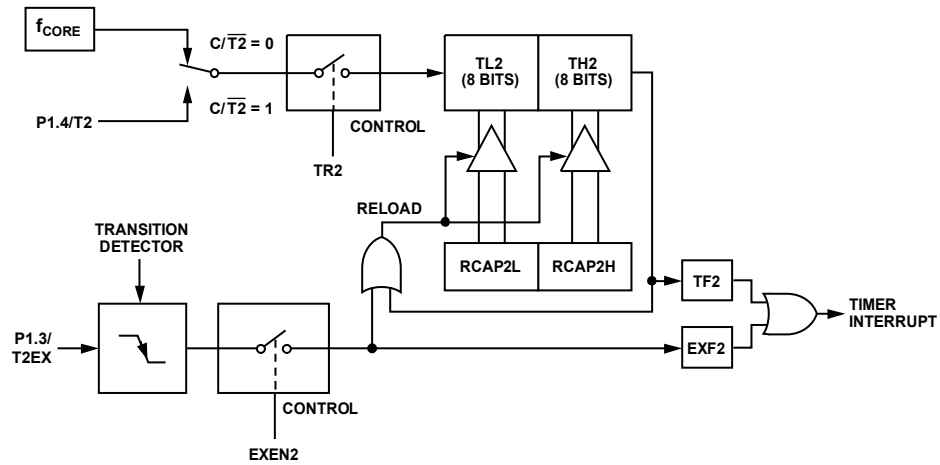 fCORE
C/T2 = 0
C/T2 = 1
P1.4/T2
CONTROL
TR2
TL2
(8 BITS)
TH2
(8 BITS)
RELOAD
TRANSITION
DETECTOR
RCAP2L
RCAP2H
TF2
TIMER
INTERRUPT
P1.3/
T2EX
EXF2
CONTROL
EXEN2